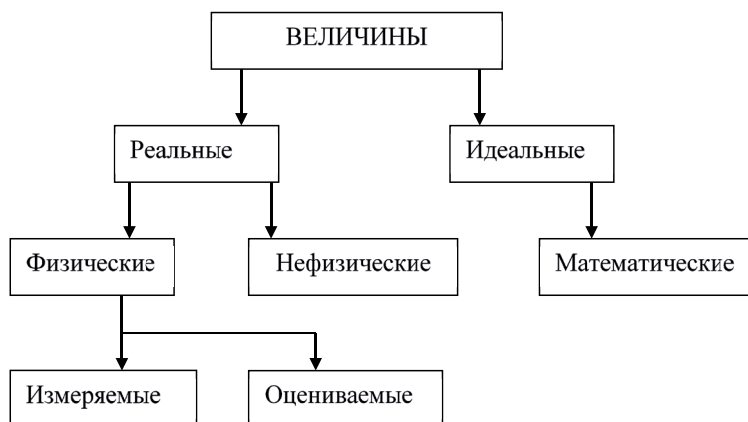 ВЕЛИЧИНЫ
Реальные
Идеальные
Физические
Нефизические
Математические
Измеряемые
Оцениваемые